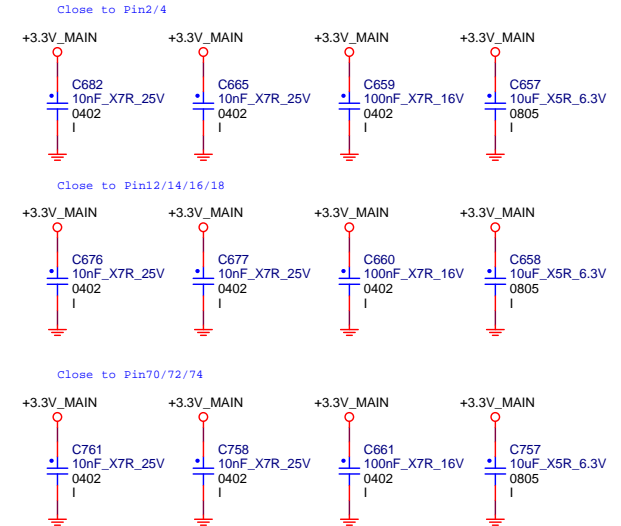 Close to Pin2/4
+3.3V_MAIN +3.3V_MAIN +3.3V_MAIN +3.3V_MAIN
C682 C665 C659 C657
10nF_X7R_25V 10nF_X7R_25V 100nF_X7R_16V 10uF_X5R_6.3V
0402 0402 0402 0805
I I I I
Close to Pin12/14/16/18
+3.3V_MAIN +3.3V_MAIN +3.3V_MAIN +3.3V_MAIN
C676 C677 C660 C658
10nF_X7R_25V 10nF_X7R_25V 100nF_X7R_16V 10uF_X5R_6.3V
0402 0402 0402 0805
I I I I
Close to Pin70/72/74
+3.3V_MAIN +3.3V_MAIN +3.3V_MAIN +3.3V_MAIN
C761 C758 C661 C757
10nF_X7R_25V 10nF_X7R_25V 100nF_X7R_16V 10uF_X5R_6.3V
0402 0402 0402 0805
I I I I